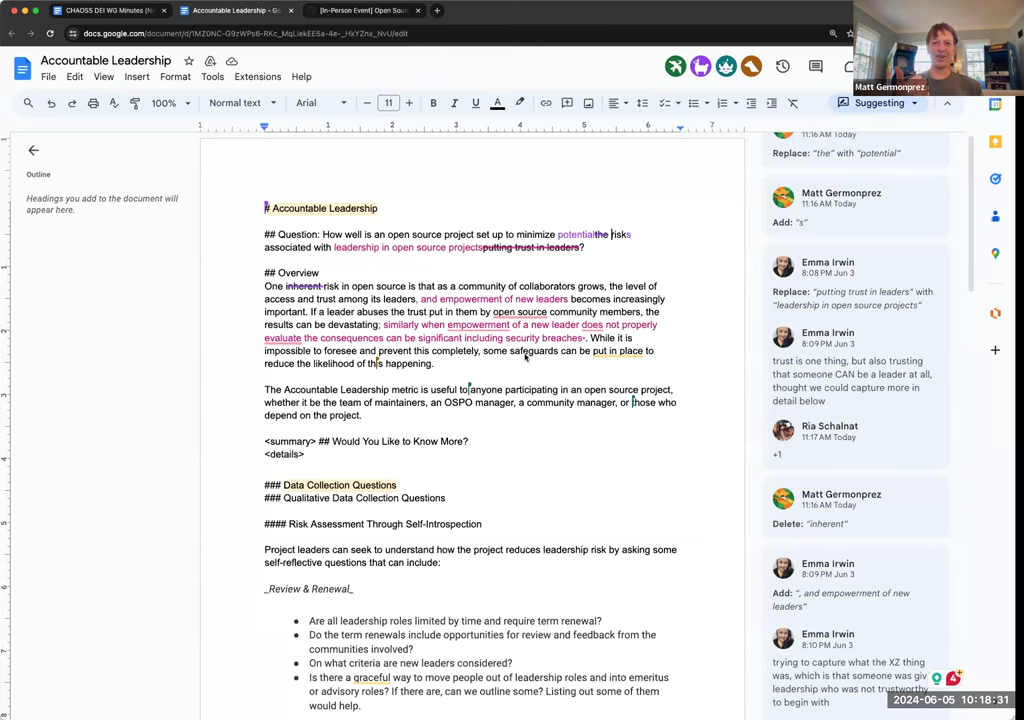 CHAOSS DEI WG Minutes (N
Accountable Leadership - Go
[In-Person Event] Open Sou
docs.google.com/document/d/1MZ0NC-G9zWPs6-RKc_MqLiekEE5a-4e-_HkYZnx_NvU/edit
Accountable Leadership
File Edit View Insert Format Tools Extensions Help
100% Normal text Arial 11 B I U A Suggesting
Matt Germonprez
1 1 2 3 4 5 6 7
Outline
Headings you add to the document will
appear here.
# Accountable Leadership
## Question: How well is an open source project set up to minimize potentialthe risks
associated with leadership in open source projectsputting trust in leaders?
## Overview
One inherent risk in open source is that as a community of collaborators grows, the level of
access and trust among its leaders, and empowerment of new leaders becomes increasingly
important. If a leader abuses the trust put in them by open source community members, the
results can be devastating; similarly when empowerment of a new leader does not properly
evaluate the consequences can be significant including security breaches-. While it is
impossible to foresee and prevent this completely, some safeguards can be put in place to
reduce the likelihood of this happening.
The Accountable Leadership metric is useful to anyone participating in an open source project,
whether it be the team of maintainers, an OSPO manager, a community manager, or those who
depend on the project.
<summary> ## Would You Like to Know More?
<details>
### Data Collection Questions
### Qualitative Data Collection Questions
#### Risk Assessment Through Self-Introspection
Project leaders can seek to understand how the project reduces leadership risk by asking some
self-reflective questions that can include:
_Review & Renewal_
● Are all leadership roles limited by time and require term renewal?
● Do the term renewals include opportunities for review and feedback from the
communities involved?
● On what criteria are new leaders considered?
● Is there a graceful way to move people out of leadership roles and into emeritus
or advisory roles? If there are, can we outline some? Listing out some of them
would help.
11:16 AM Today
Replace: "the" with "potential"
Matt Germonprez
11:16 AM Today
Add: "s"
Emma Irwin
8:08 PM Jun 3
Replace: "putting trust in leaders" with
"leadership in open source projects"
Emma Irwin
8:09 PM Jun 3
trust is one thing, but also trusting
that someone CAN be a leader at all,
thought we could capture more in
detail below
Ria Schalnat
11:17 AM Today
+1
Matt Germonprez
11:16 AM Today
Delete: "inherent"
Emma Irwin
8:09 PM Jun 3
Add: ", and empowerment of new
leaders"
Emma Irwin
8:10 PM Jun 3
trying to capture what the XZ thing
was, which is that someone was giv
leadership who was not trustworthy
to begin with
4
2024-06-05 10:18:31